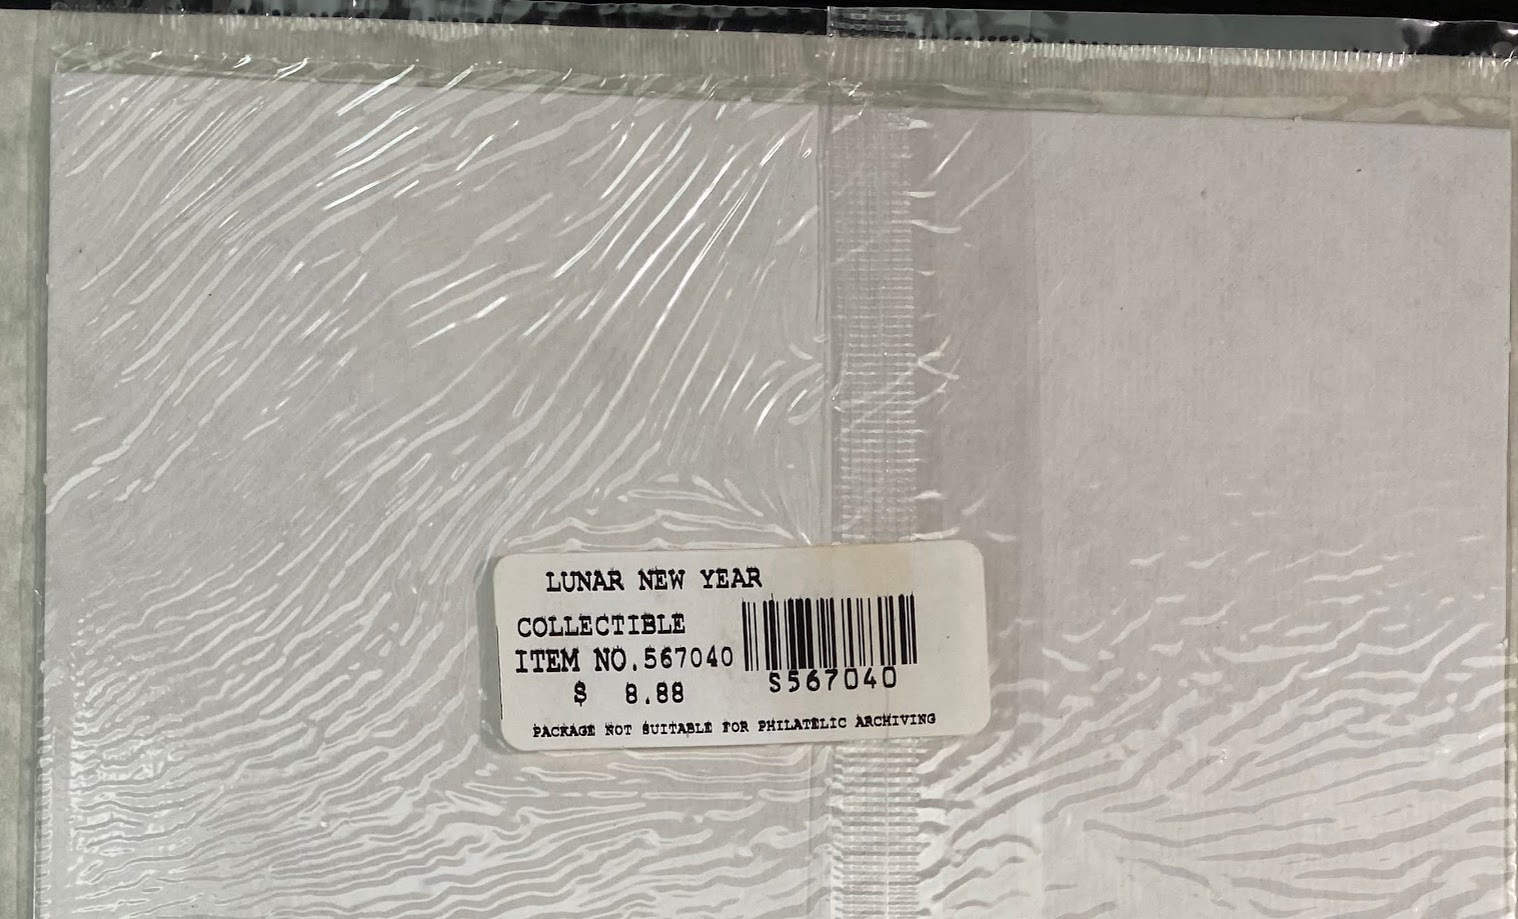 LUNAR NEW YEAR
COLLECTIBLE
ITEM NO.567040
$ 8.88
S567040
PACKAGE NOT SUITABLE FOR PHILATELIC ARCHIVING